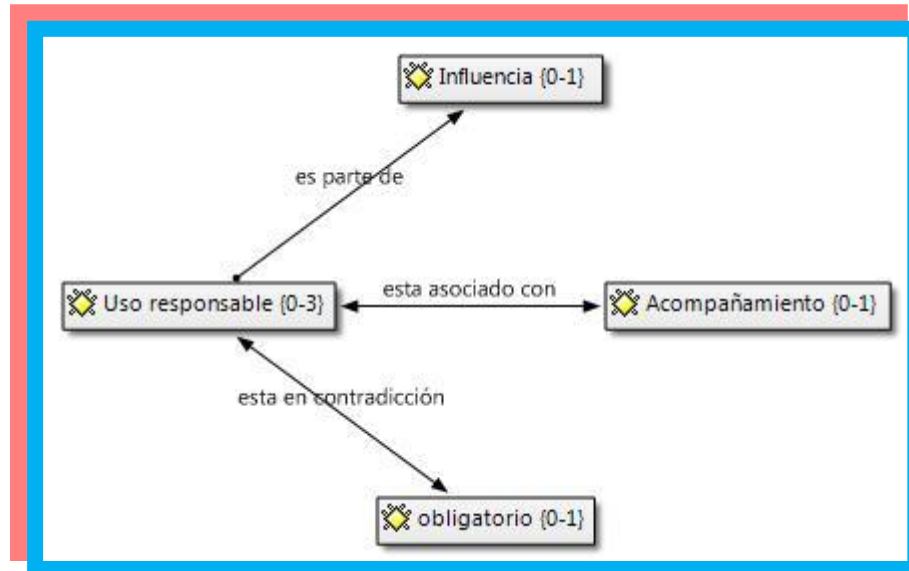 Influencia {0-1}
es parte de
Uso responsable {0-3}
esta asociado con
Acompañamiento {0-1}
esta en contradicción
obligatorio {0-1}